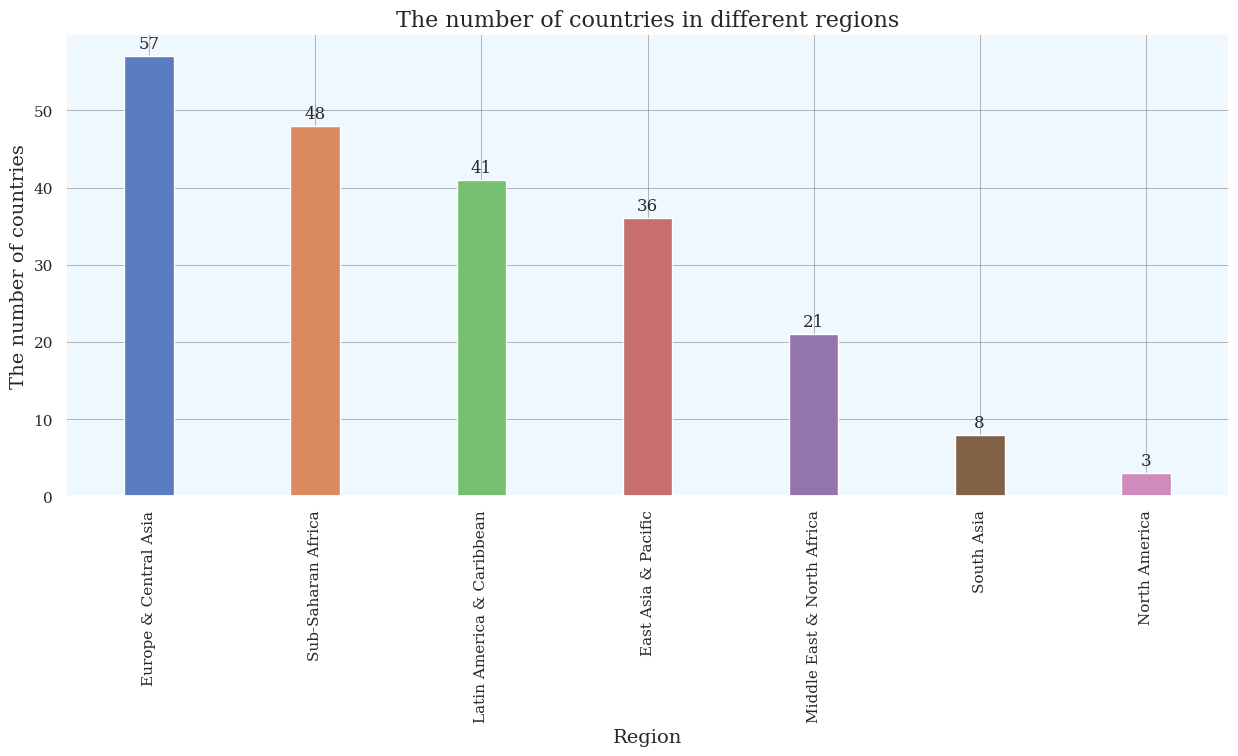 The number of countries in different regions
57
48
41
36
21
8
3
The number of countries
50
40
30
20
10
0
Europe & Central Asia
Sub-Saharan Africa
Latin America & Caribbean
East Asia & Pacific
Middle East & North Africa
South Asia
North America
Region